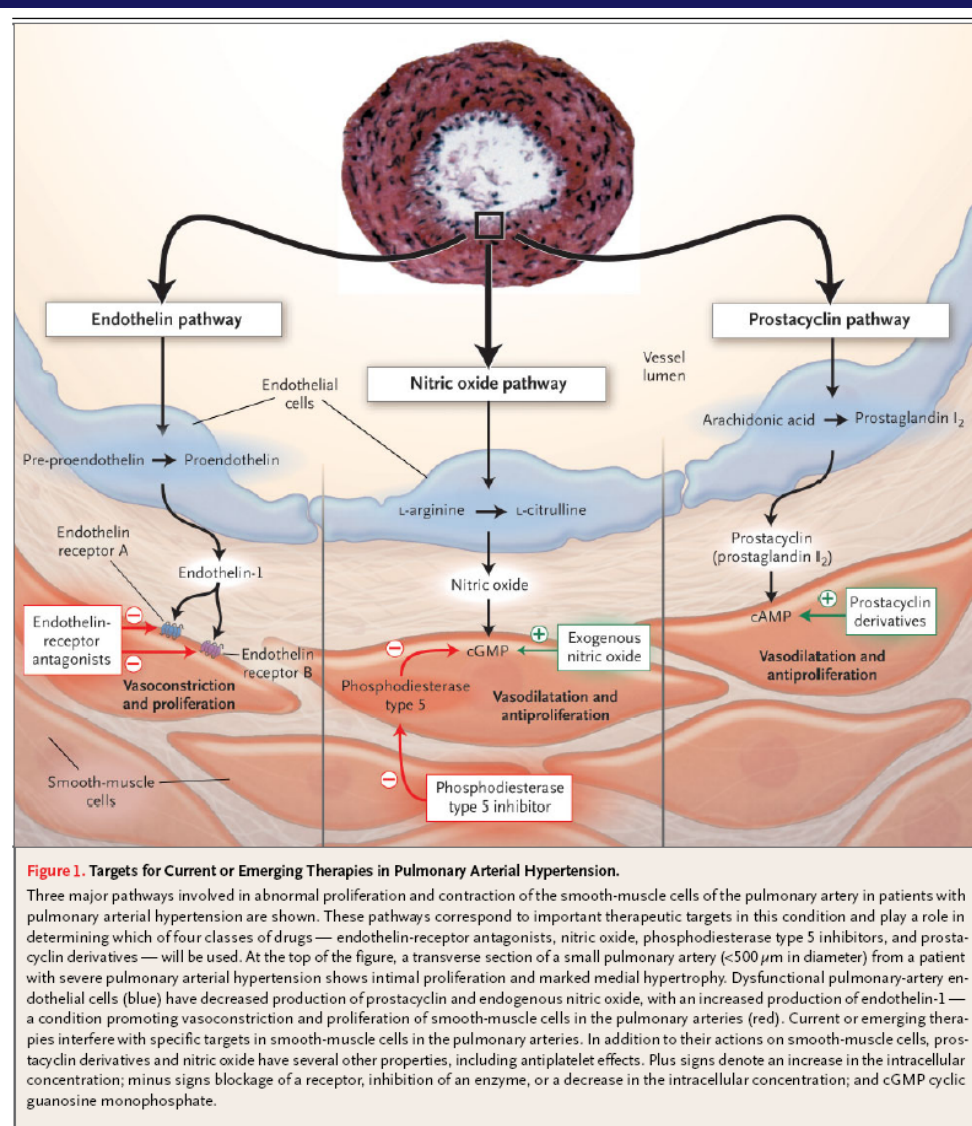 Endothelin pathway
Nitric oxide pathway
Prostacyclin pathway
Vessel
lumen
Endothelial
cells
Pre-proendothelin
Proendothelin
L-arginine
L-citrulline
Arachidonic acid
Prostaglandin I2
Endothelin
receptor A
Endothelin-1
Nitric oxide
Prostacyclin
(prostaglandin I2)
Endothelin-
receptor
antagonists
−
−
Endothelin
receptor B
Vasoconstriction
and proliferation
−
cGMP
+
Exogenous
nitric oxide
Phosphodiesterase
type 5
Vasodilatation and
antiproliferation
cAMP
+
Prostacyclin
derivatives
Vasodilatation and
antiproliferation
Smooth-muscle
cells
−
Phosphodiesterase
type 5 inhibitor
Figure 1. Targets for Current or Emerging Therapies in Pulmonary Arterial Hypertension.
Three major pathways involved in abnormal proliferation and contraction of the smooth-muscle cells of the pulmonary artery in patients with
pulmonary arterial hypertension are shown. These pathways correspond to important therapeutic targets in this condition and play a role in
determining which of four classes of drugs — endothelin-receptor antagonists, nitric oxide, phosphodiesterase type 5 inhibitors, and prosta-
cyclin derivatives — will be used. At the top of the figure, a transverse section of a small pulmonary artery (<500 μm in diameter) from a patient
with severe pulmonary arterial hypertension shows intimal proliferation and marked medial hypertrophy. Dysfunctional pulmonary-artery en-
dothelial cells (blue) have decreased production of prostacyclin and endogenous nitric oxide, with an increased production of endothelin-1 —
a condition promoting vasoconstriction and proliferation of smooth-muscle cells in the pulmonary arteries (red). Current or emerging thera-
pies interfere with specific targets in smooth-muscle cells in the pulmonary arteries. In addition to their actions on smooth-muscle cells, pros-
tacyclin derivatives and nitric oxide have several other properties, including antiplatelet effects. Plus signs denote an increase in the intracellular
concentration; minus signs blockage of a receptor, inhibition of an enzyme, or a decrease in the intracellular concentration; and cGMP cyclic
guanosine monophosphate.